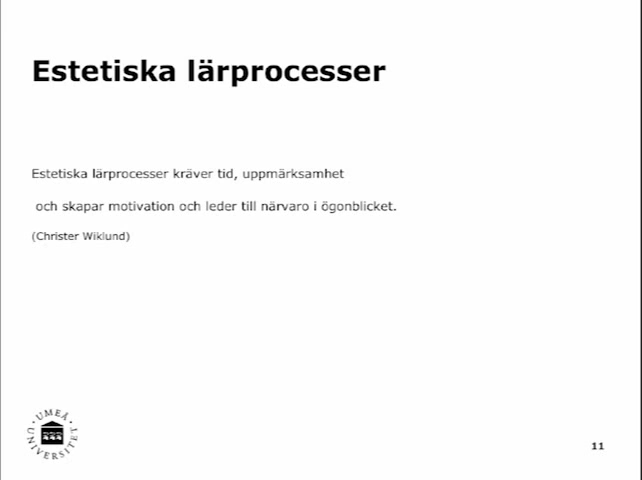 Estetiska lärprocesser
Estetiska lärprocesser kräver tid, uppmärksamhet
och skapar motivation och leder till närvaro i ögonblicket.
(Christer Wiklund)
UMEÅ
UNIVERSITET
11